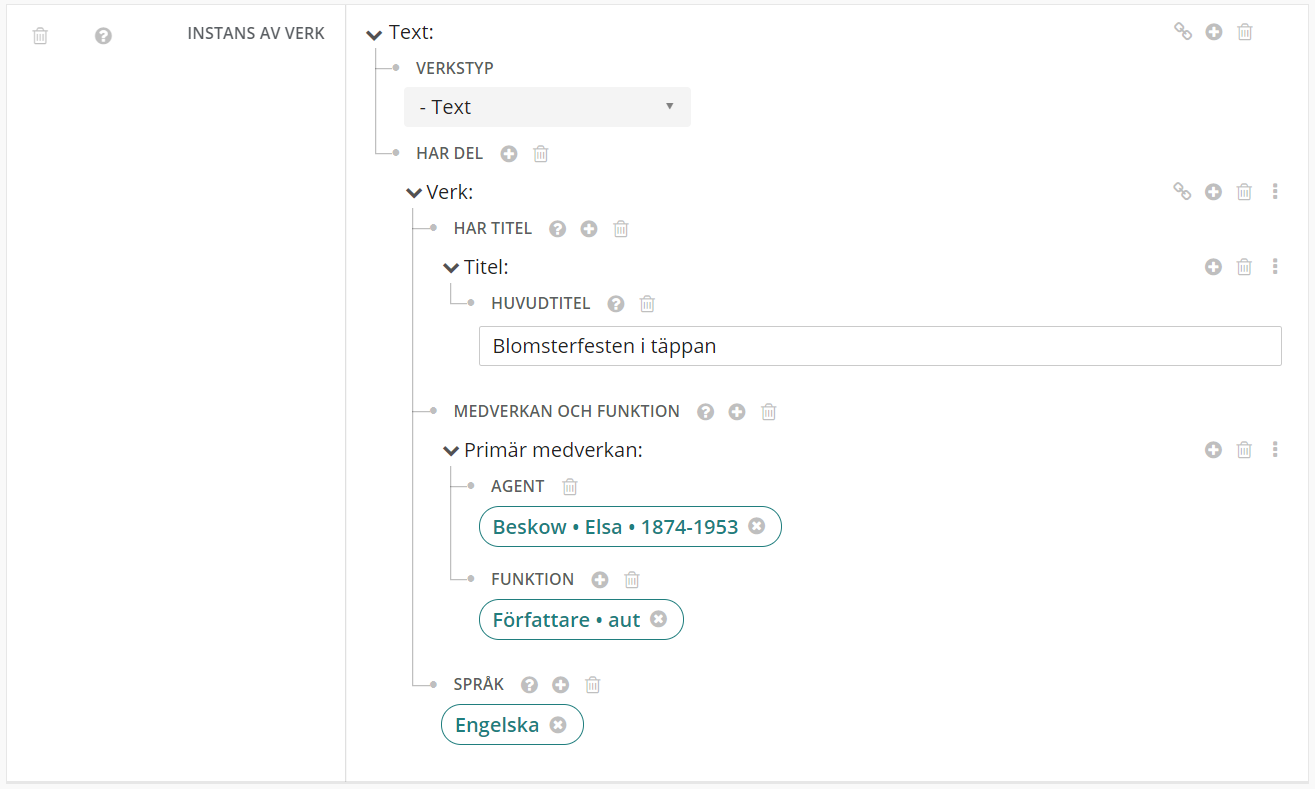 INSTANS AV VERK
Text:
VERKSTYP
- Text
HAR DEL
Verk:
HAR TITEL
Titel:
HUVUDTITEL
Blomsterfesten i täppan
MEDVERKAN OCH FUNKTION
Primär medverkan:
AGENT
Beskow • Elsa • 1874-1953
FUNKTION
Författare • aut
SPRÅK
Engelska